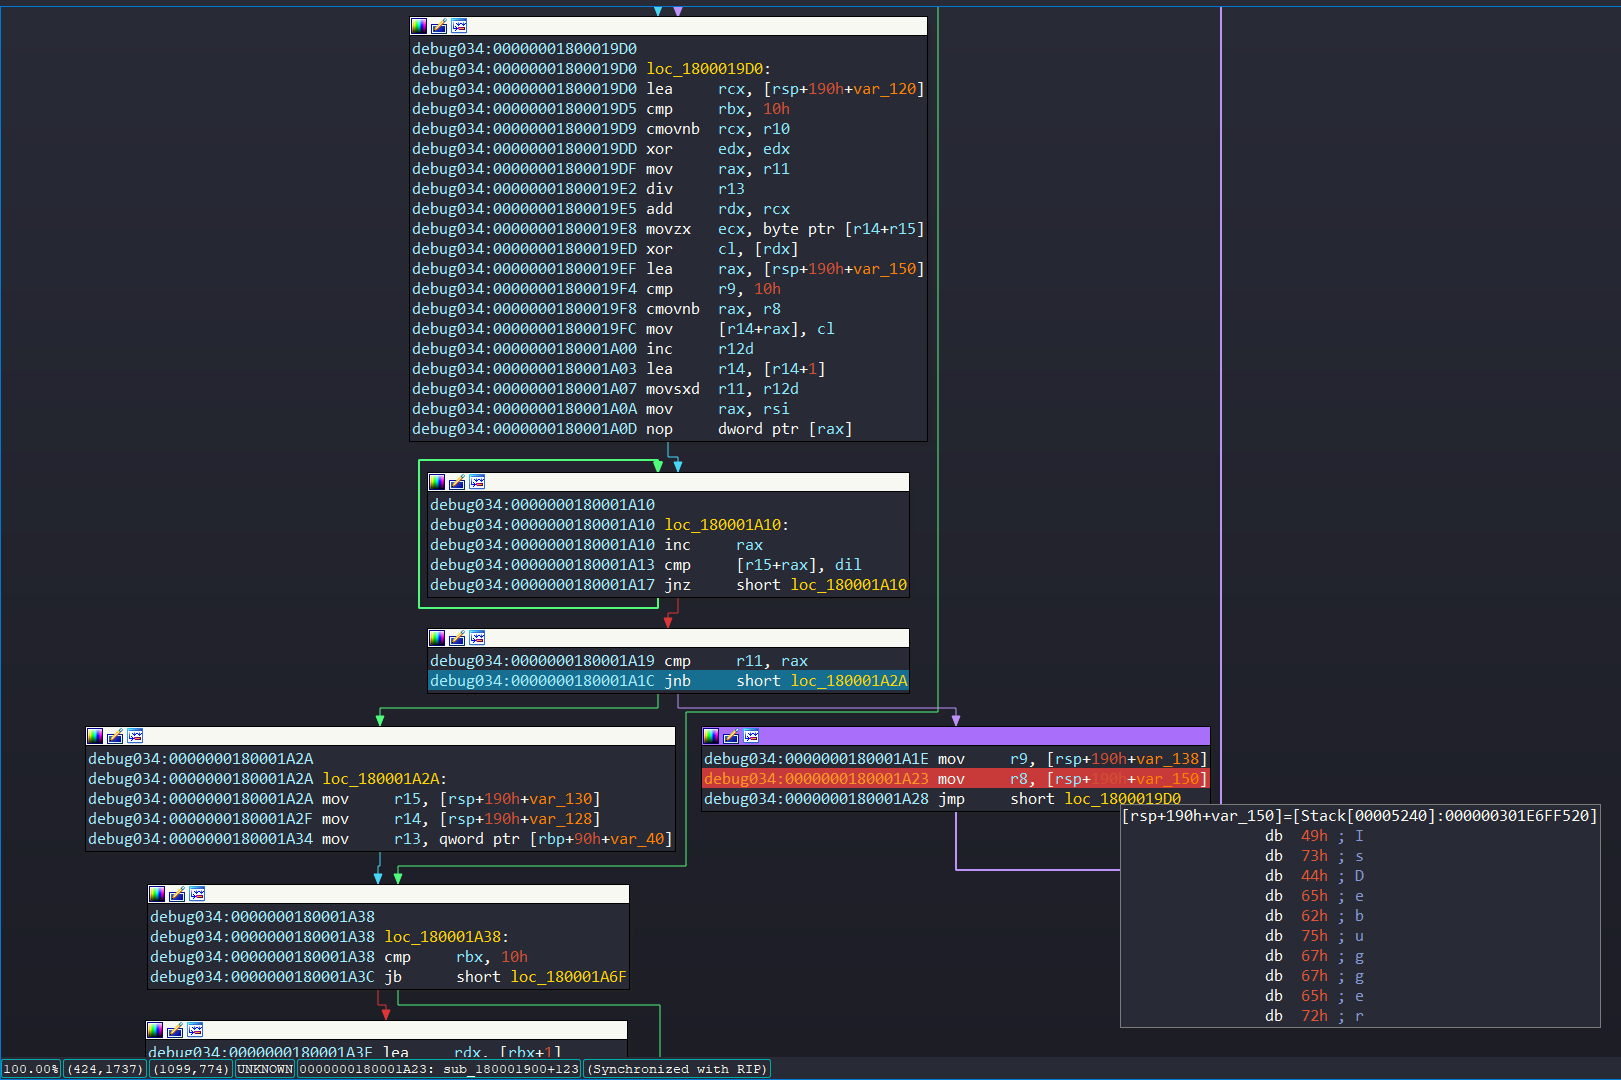 debug034:00000001800019D0
debug034:00000001800019D0 loc_1800019D0:
debug034:00000001800019D0 lea     rcx, [rsp+190h+var_120]
debug034:00000001800019D5 cmp     rbx, 10h
debug034:00000001800019D9 cmovnb  rcx, r10
debug034:00000001800019DD xor     edx, edx
debug034:00000001800019DF mov     rax, r11
debug034:00000001800019E2 div     r13
debug034:00000001800019E5 add     rdx, rcx
debug034:00000001800019E8 movzx   ecx, byte ptr [r14+r15]
debug034:00000001800019ED xor     cl, [rdx]
debug034:00000001800019EF lea     rax, [rsp+190h+var_150]
debug034:00000001800019F4 cmp     r9, 10h
debug034:00000001800019F8 cmovnb  rax, r8
debug034:00000001800019FC mov     [r14+rax], cl
debug034:0000000180001A00 inc     r12d
debug034:0000000180001A03 lea     r14, [r14+1]
debug034:0000000180001A07 movsxd  r11, r12d
debug034:0000000180001A0A mov     rax, rsi
debug034:0000000180001A0D nop     dword ptr [rax]
debug034:0000000180001A10
debug034:0000000180001A10 loc_180001A10:
debug034:0000000180001A10 inc     rax
debug034:0000000180001A13 cmp     [r15+rax], dil
debug034:0000000180001A17 jnz     short loc_180001A10
debug034:0000000180001A19 cmp     r11, rax
debug034:0000000180001A1C jnb     short loc_180001A2A
debug034:0000000180001A2A
debug034:0000000180001A2A loc_180001A2A:
debug034:0000000180001A2A mov     r15, [rsp+190h+var_130]
debug034:0000000180001A2F mov     r14, [rsp+190h+var_128]
debug034:0000000180001A34 mov     r13, qword ptr [rbp+90h+var_40]
debug034:0000000180001A1E mov     r9, [rsp+190h+var_138]
debug034:0000000180001A23 mov     r8, [rsp+190h+var_150]
debug034:0000000180001A28 jmp     short loc_1800019D0
[rsp+190h+var_150]=[Stack[00005240]:000000301E6FF520]
db  49h ; I
db  73h ; s
db  44h ; D
db  65h ; e
db  62h ; b
db  75h ; u
db  67h ; g
db  67h ; g
db  65h ; e
db  72h ; r
debug034:0000000180001A38
debug034:0000000180001A38 loc_180001A38:
debug034:0000000180001A38 cmp     rbx, 10h
debug034:0000000180001A3C jb      short loc_180001A6F
debug034:0000000180001A3E lea     rdx, [rbx+1]
100.00% (424,1737) (1099,774) UNKNOWN 0000000180001A23: sub_180001900+123 (Synchronized with RIP)